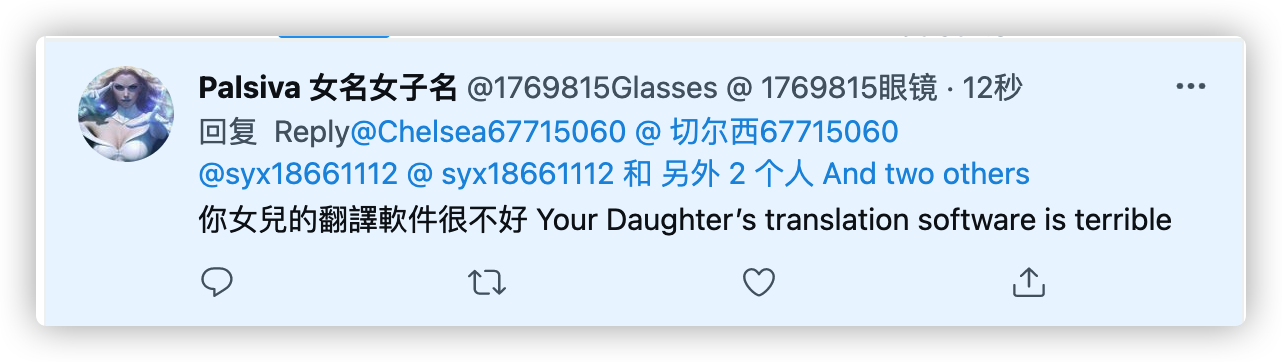 Palsiva 女名女子名 @1769815Glasses @ 1769815眼镜 · 12秒
回复 Reply@Chelsea67715060 @ 切尔西67715060
@syx18661112 @ syx18661112 和 另外 2 个人 And two others
你女兒的翻譯軟件很不好 Your Daughter’s translation software is terrible